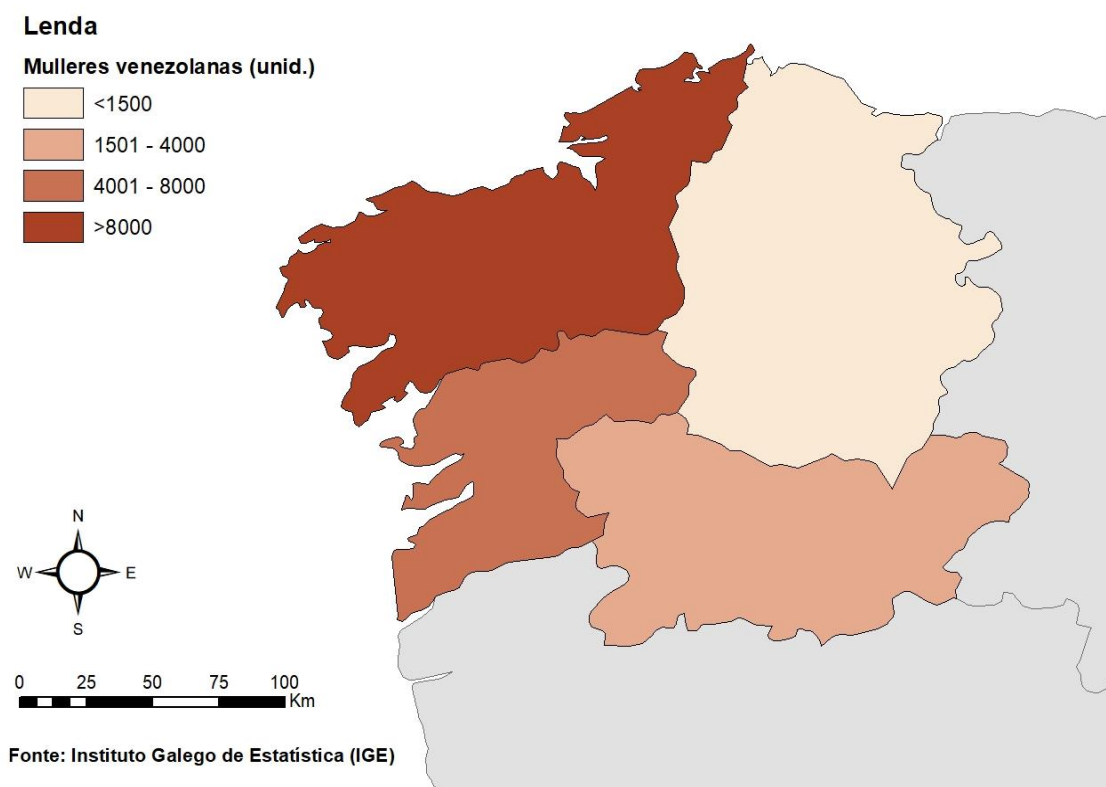 Lenda
Mulleres venezolanas (unid.)
<1500
1501 - 4000
4001 - 8000
>8000
N
W E
S
0 25 50 75 100
Km
Fonte: Instituto Galego de Estatística (IGE)